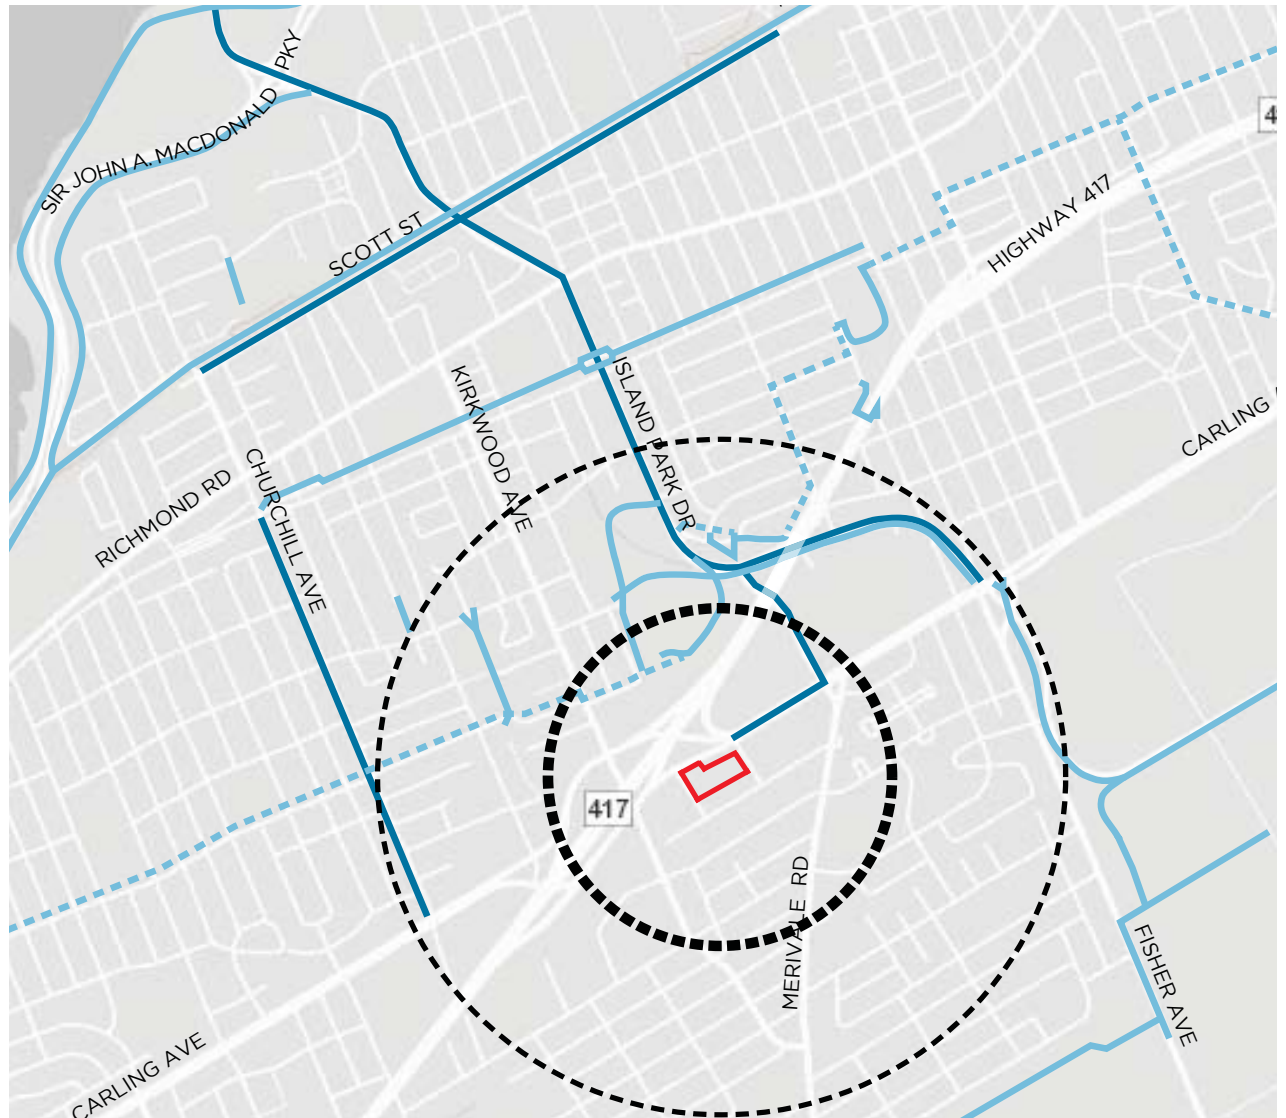 SIR JOHN A. MACDONALD PKY
SCOTT ST
HIGHWAY 417
ISLAND PARK DR
KIRKWOOD AVE
CARLING
RICHMOND RD
CHURCHILL AVE
417
MERIVALE RD
FISHER AVE
CARLING AVE